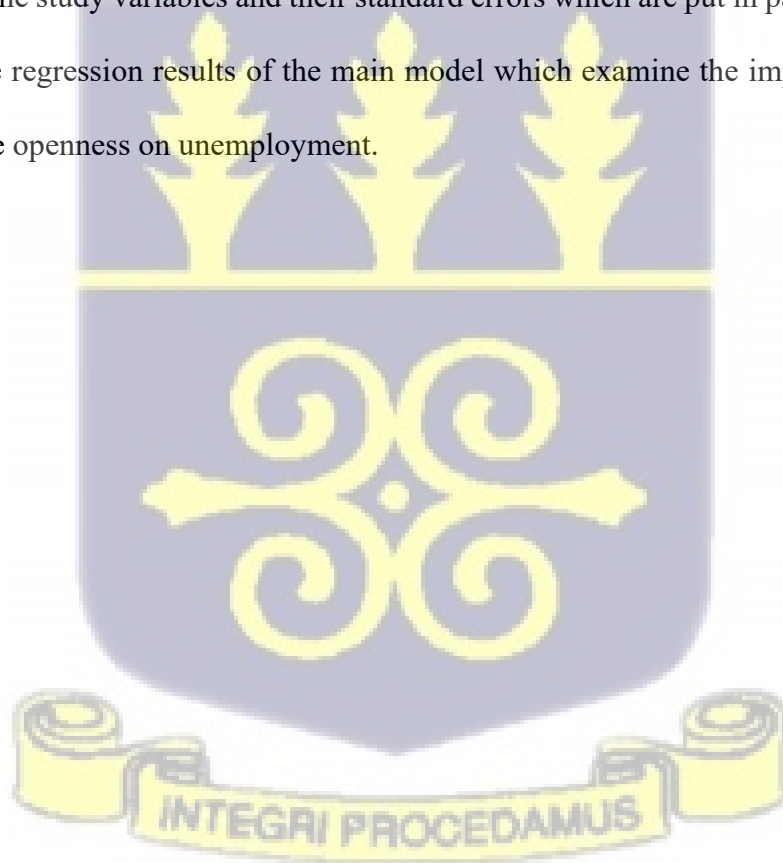 study variables and their standard errors which are put in
regression results of the main model which examine the
openness on unemployment.
INTEGRI PROCEDAMUS